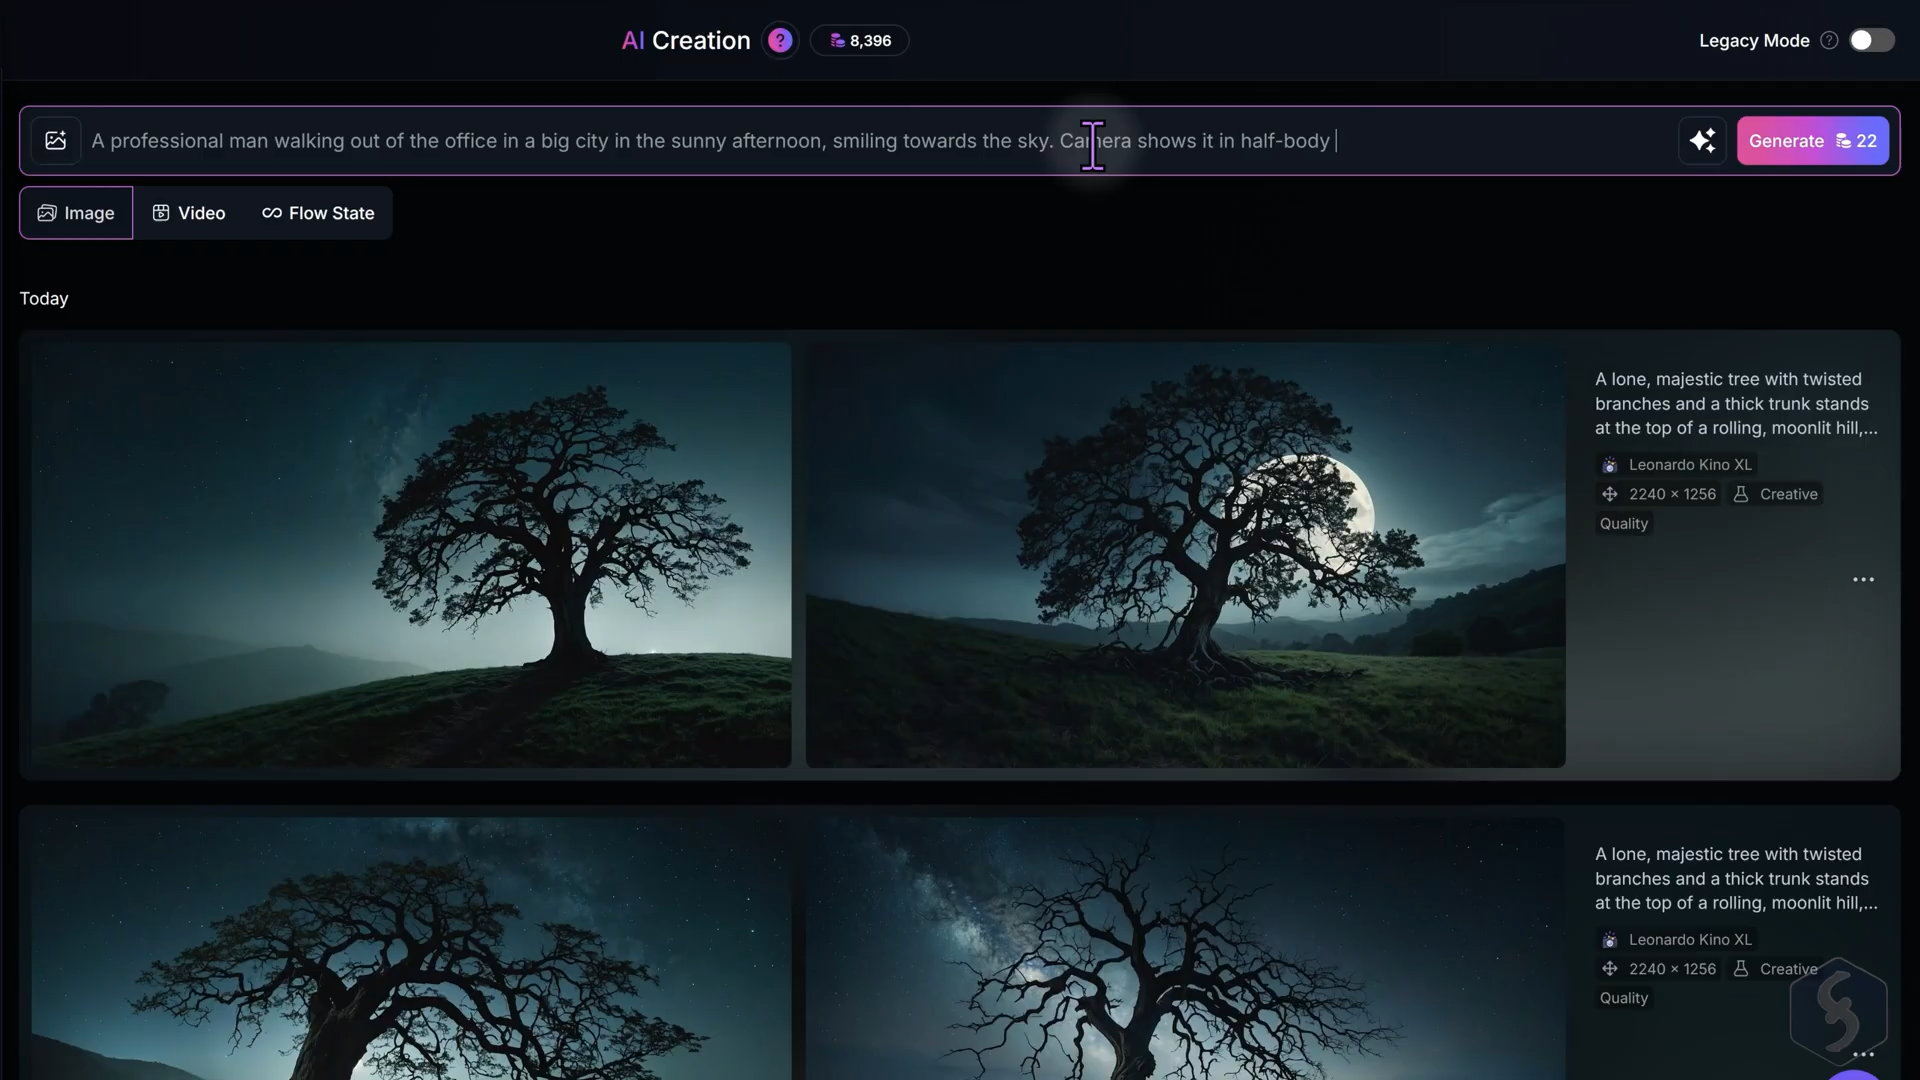 AI Creation ? 8,396
Legacy Mode ?
A professional man walking out of the office in a big city in the sunny afternoon, smiling towards the sky. Camera shows it in half-body
Generate 22
Image Video Flow State
Today
A lone, majestic tree with twisted
branches and a thick trunk stands
at the top of a rolling, moonlit hill,...
Leonardo Kino XL
2240 × 1256 Creative
Quality
A lone, majestic tree with twisted
branches and a thick trunk stands
at the top of a rolling, moonlit hill,...
Leonardo Kino XL
2240 × 1256 Creative
Quality